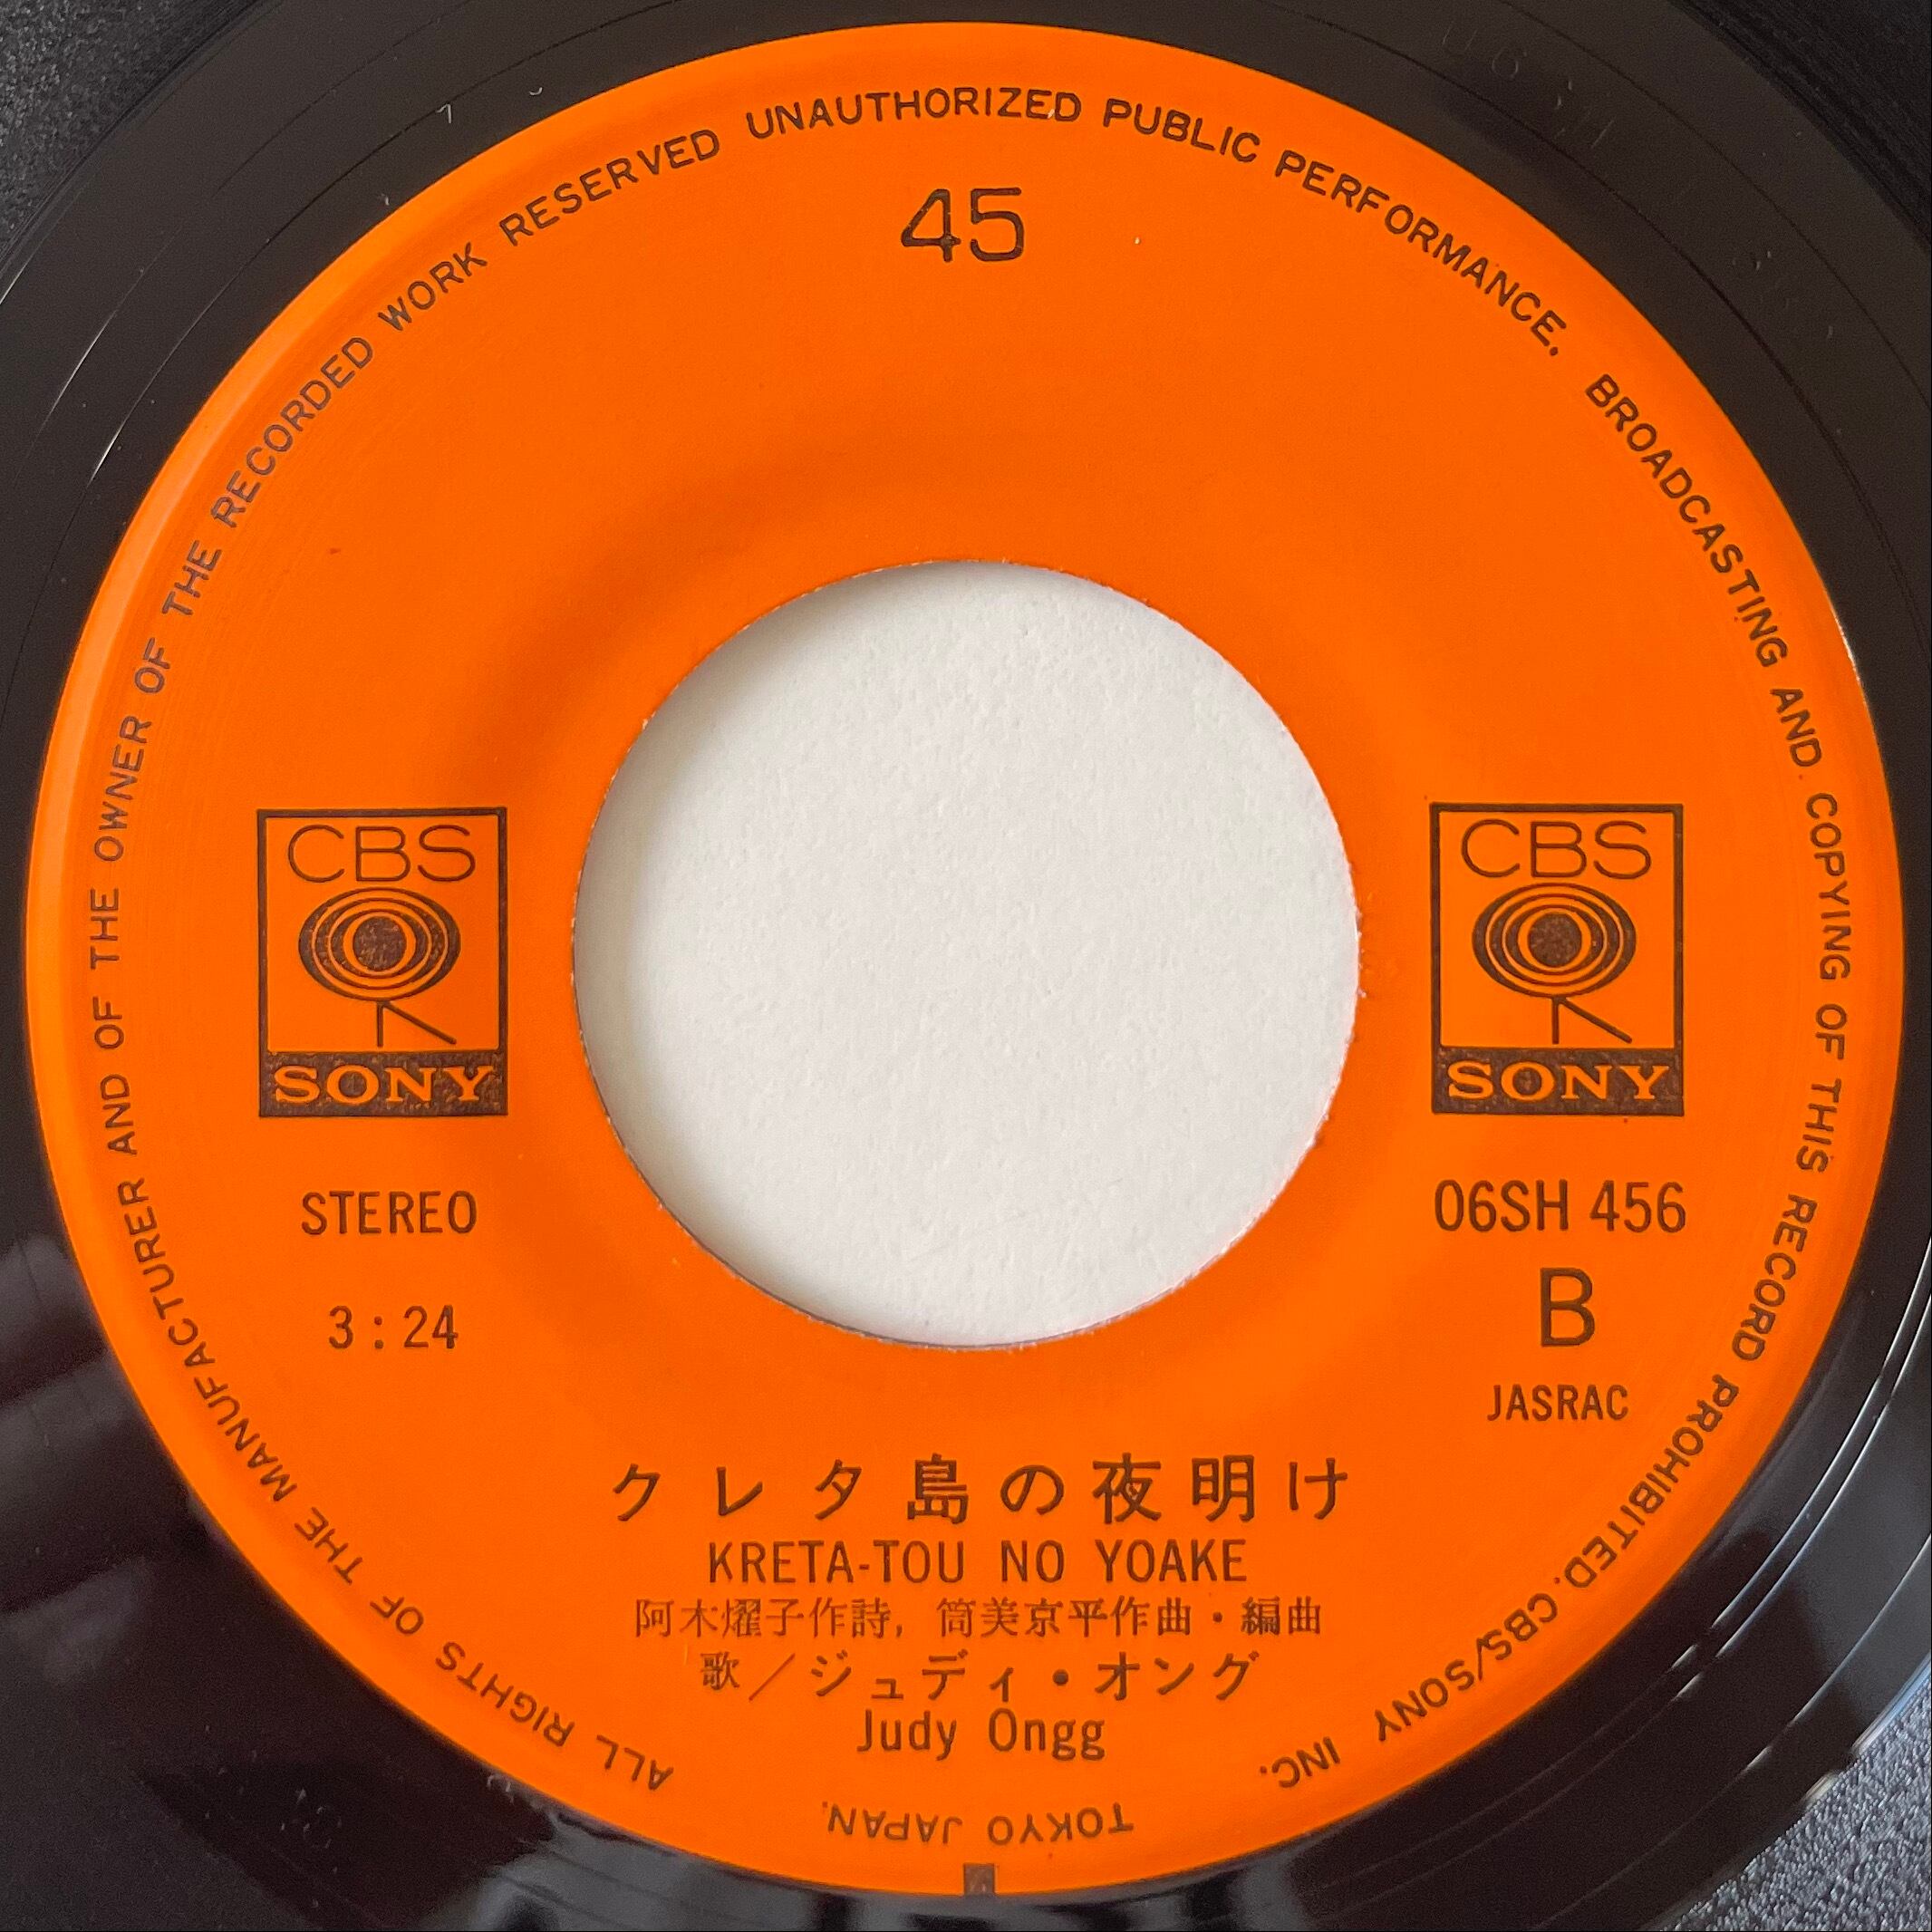 ALL RIGHTS OF THE MANUFACTURER AND OF THE OWNER OF THE RECORDED WORK RESERVED UNAUTHORIZED PUBLIC PERFORMANCE. BROADCASTING AND COPYING OF THIS RECORD PROHIBITED. CBS/SONY INC.
TOKYO JAPAN.
45
CBS
SONY
CBS
SONY
STEREO
3:24
06SH 456
B
JASRAC
クレタ島の夜明け
KRETA-TOU NO YOAKE
阿木燿子作詩, 筒美京平作曲・編曲
歌／ジュディ・オング
Judy Ongg